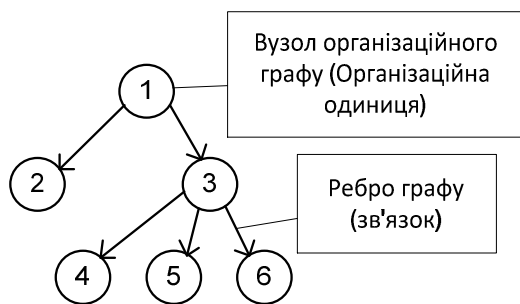 Вузол організаційного
графу (Організаційна
одиниця)
1
2
3
Ребро графу
(зв'язок)
4
5
6